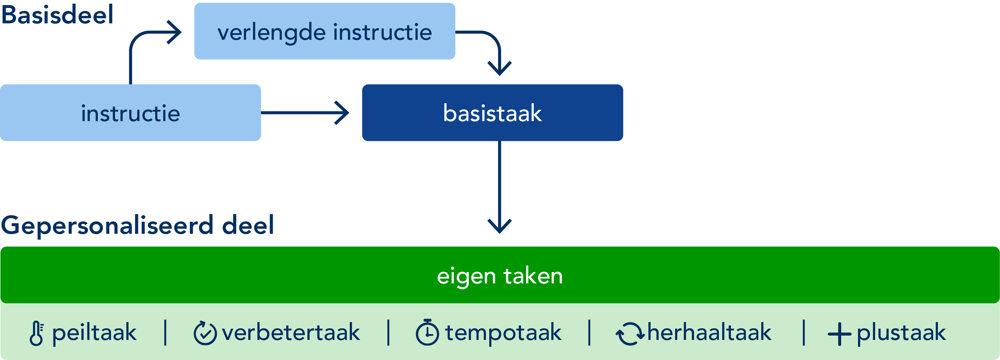 Basisdeel
verlengde instructie
instructie
basistaak
Gepersonaliseerd deel
eigen taken
peiltaak | verbetertaak | tempotaak | herhaaltaak | plustaak